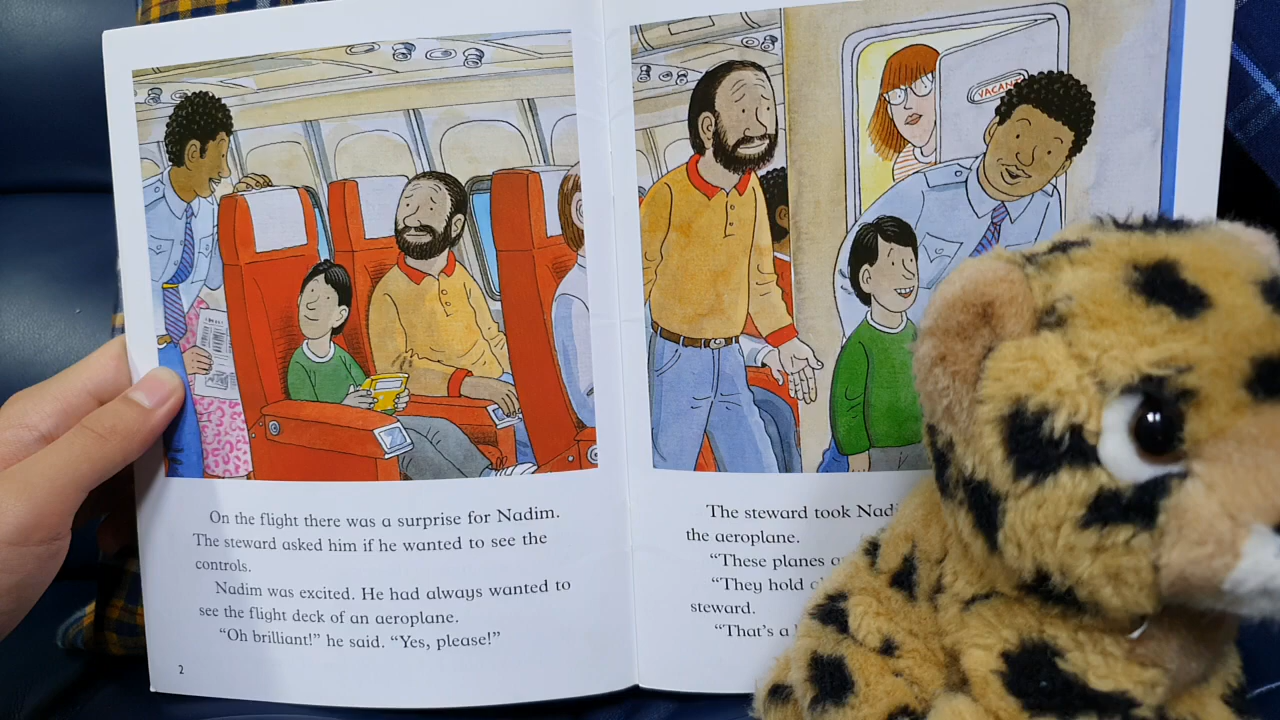 On the flight there was a surprise for Nadim.
The steward asked him if he wanted to see the
controls.
Nadim was excited. He had always wanted to
see the flight deck of an aeroplane.
“Oh brilliant!” he said. “Yes, please!”
2
The steward took
the aeroplane.
“These planes
“They hold
steward.
“That’s a